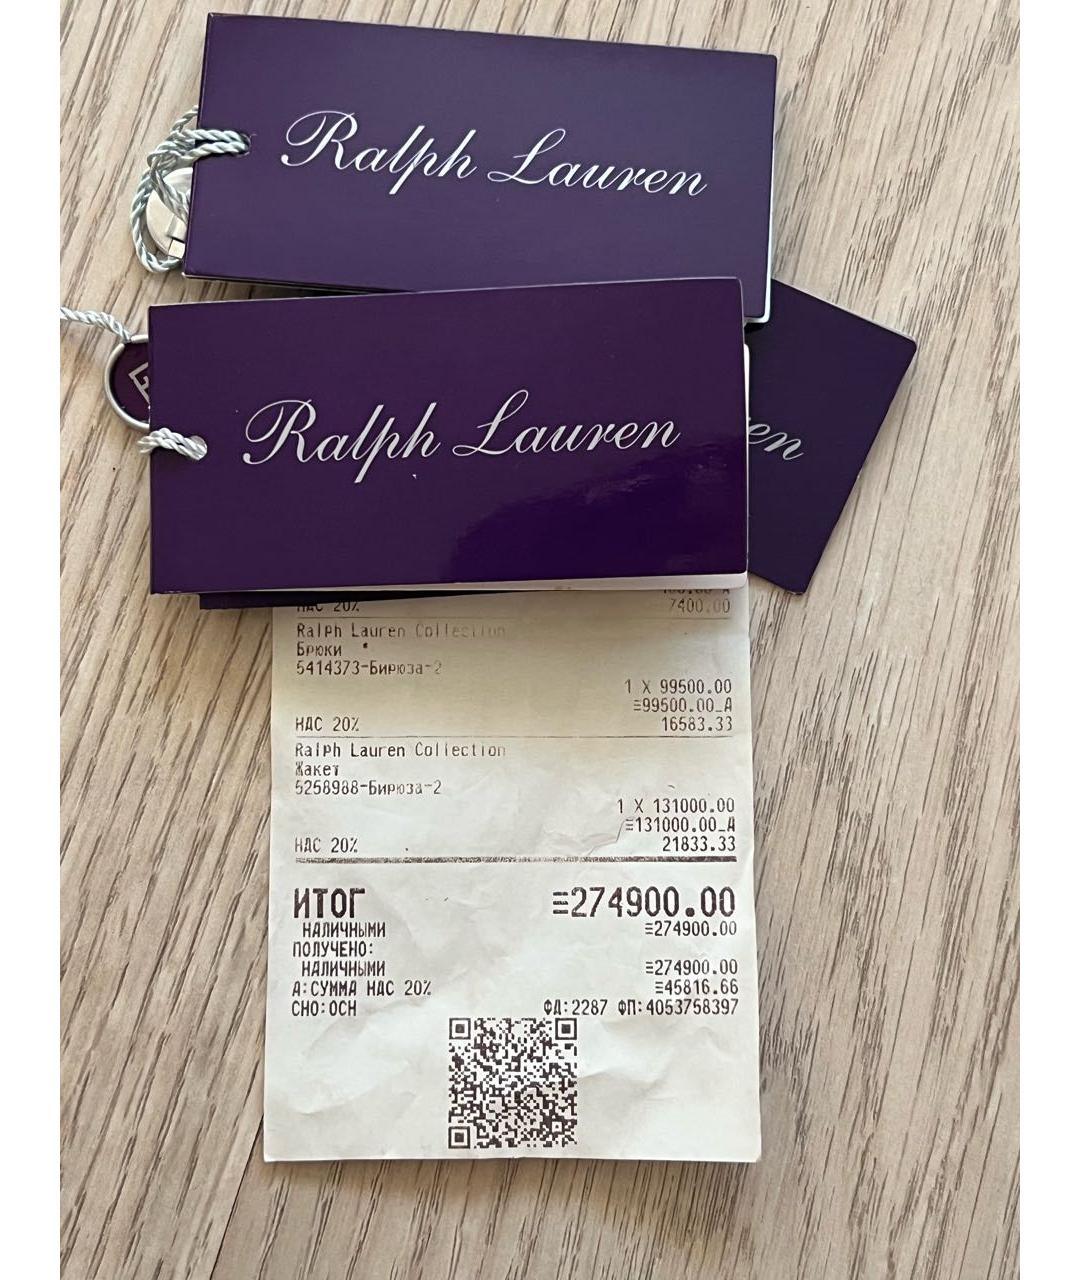 Ralph Lauren
Ralph Lauren
en
НДС 20%
7400.00
Ralph Lauren Collection
Брюки
5414373-Бирюза-2
1 X 99500.00
=99500.00_А
НДС 20% 16583.33
Ralph Lauren Collection
Жакет
5258988-Бирюза-2
1 X 131000.00
=131000.00_А
НДС 20% 21833.33
ИТОГ =274900.00
НАЛИЧНЫМИ =274900.00
ПОЛУЧЕНО:
НАЛИЧНЫМИ =274900.00
А:СУММА НДС 20% =45816.66
СНО:ОСН ФД:2287 ФП:4053758397